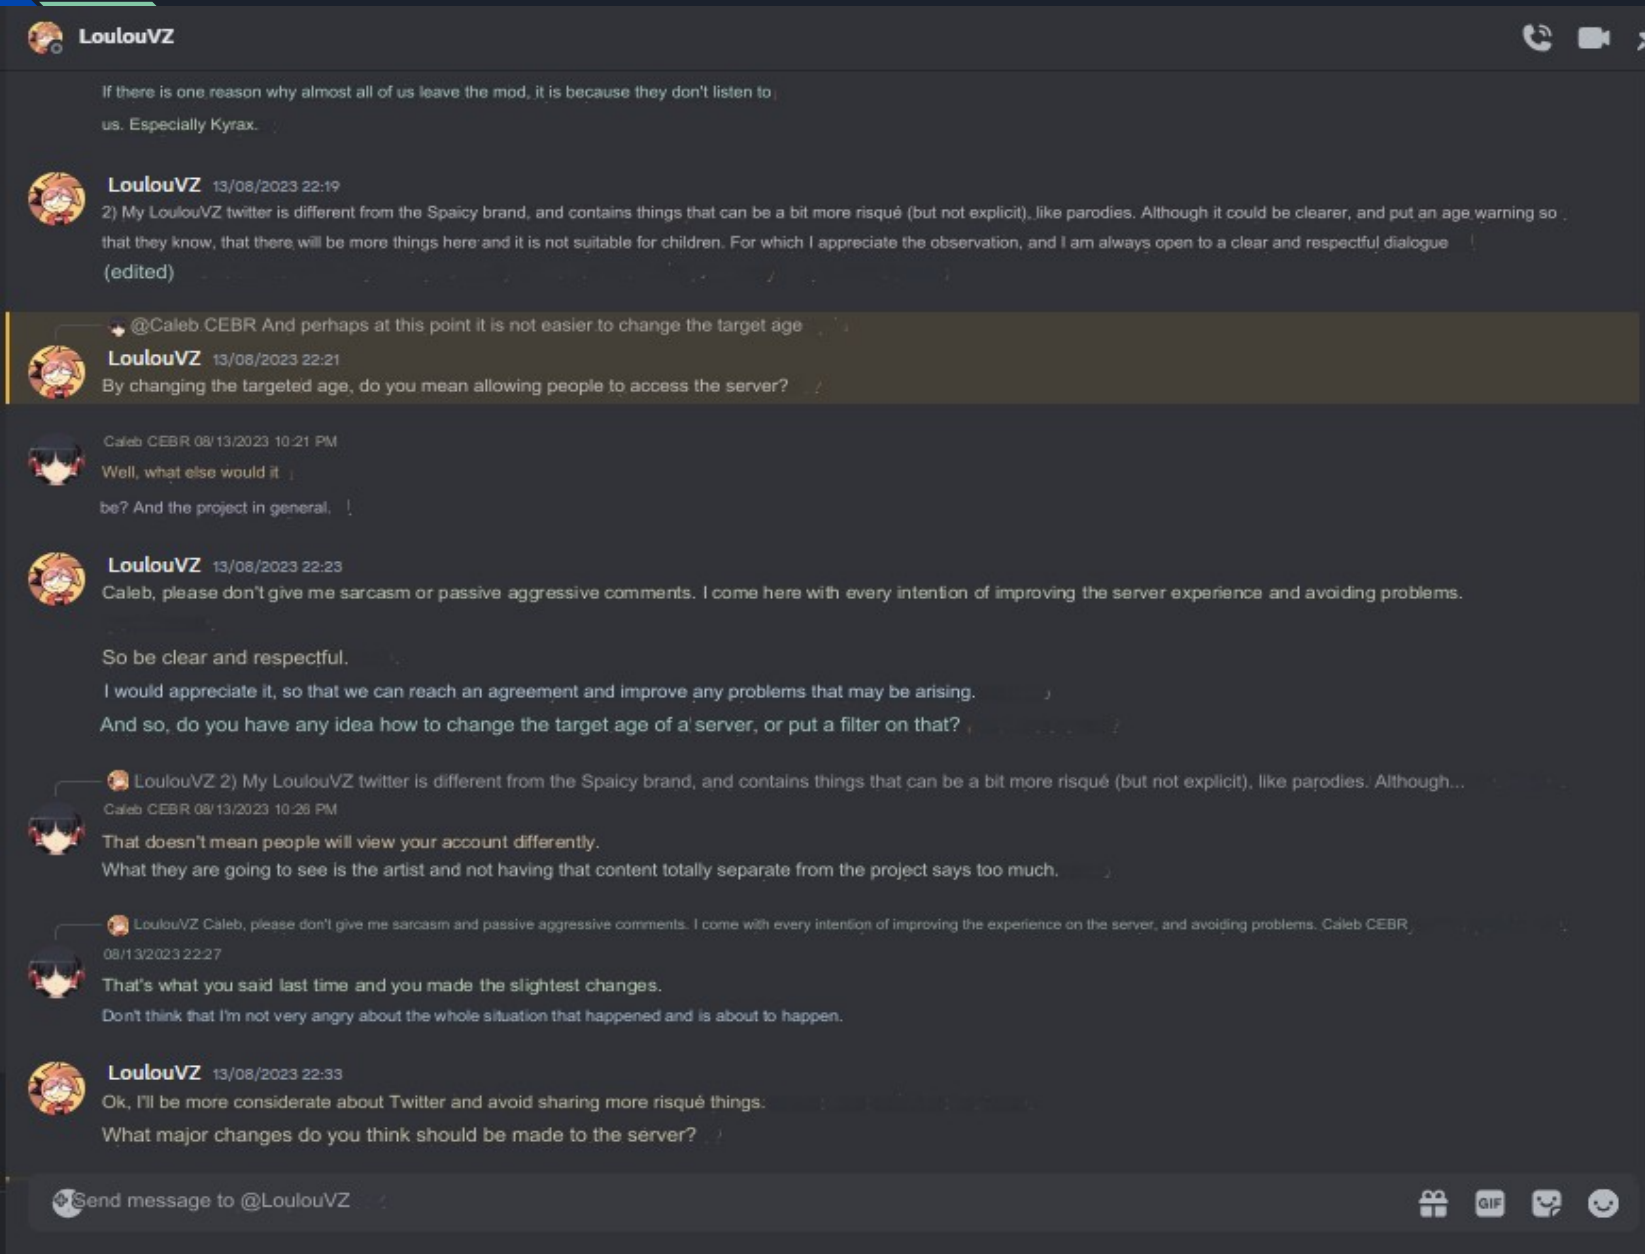 LoulouVZ
If there is one reason why almost all of us leave the mod, it is because they don't listen to
us. Especially Kyrax.
LoulouVZ 13/08/2023 22:19
2) My LoulouVZ twitter is different from the Spaicy brand, and contains things that can be a bit more risqué (but not explicit), like parodies. Although it could be clearer, and put an age warning so
that they know, that there will be more things here and it is not suitable for children. For which I appreciate the observation, and I am always open to a clear and respectful dialogue
(edited)
@Caleb CEBR And perhaps at this point it is not easier to change the target age
LoulouVZ 13/08/2023 22:21
By changing the targeted age, do you mean allowing people to access the server?
Caleb CEBR 08/13/2023 10:21 PM
Well, what else would it
be? And the project in general.
LoulouVZ 13/08/2023 22:23
Caleb, please don't give me sarcasm or passive aggressive comments. I come here with every intention of improving the server experience and avoiding problems.
So be clear and respectful.
I would appreciate it, so that we can reach an agreement and improve any problems that may be arising.
And so, do you have any idea how to change the target age of a server, or put a filter on that?
LoulouVZ 2) My LoulouVZ twitter is different from the Spaicy brand, and contains things that can be a bit more risqué (but not explicit), like parodies. Although...
Caleb CEBR 08/13/2023 10:26 PM
That doesn't mean people will view your account differently.
What they are going to see is the artist and not having that content totally separate from the project says too much.
LoulouVZ Caleb, please don't give me sarcasm and passive aggressive comments. I come with every intention of improving the experience on the server, and avoiding problems. Caleb CEBR
08/13/2023 22:27
That's what you said last time and you made the slightest changes.
Don't think that I'm not very angry about the whole situation that happened and is about to happen.
LoulouVZ 13/08/2023 22:33
Ok, I'll be more considerate about Twitter and avoid sharing more risqué things.
What major changes do you think should be made to the server?
Send message to @LoulouVZ
GIF